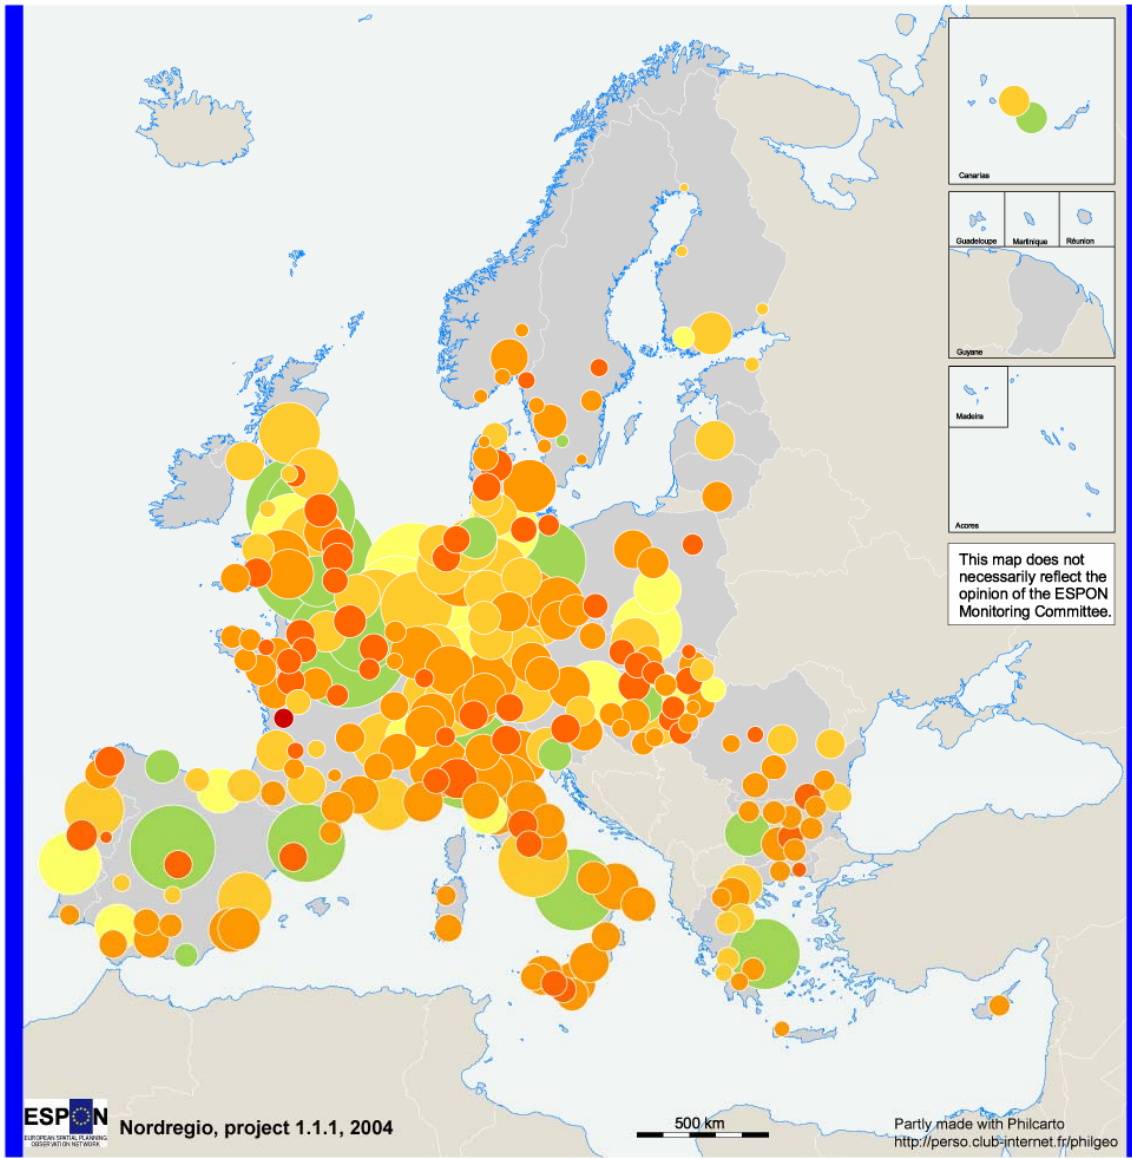 Canarias
Guadeloupe
Martinique
Réunion
Guyane
Madeira
Acores
This map does not
necessarily reflect the
opinion of the ESPON
Monitoring Committee.
ESPON
EUROPEAN SPATIAL PLANNING
OBSERVATION NETWORK
Nordregio, project 1.1.1, 2004
500 km
Partly made with Philcarto
http://perso.club-internet.fr/philgeo